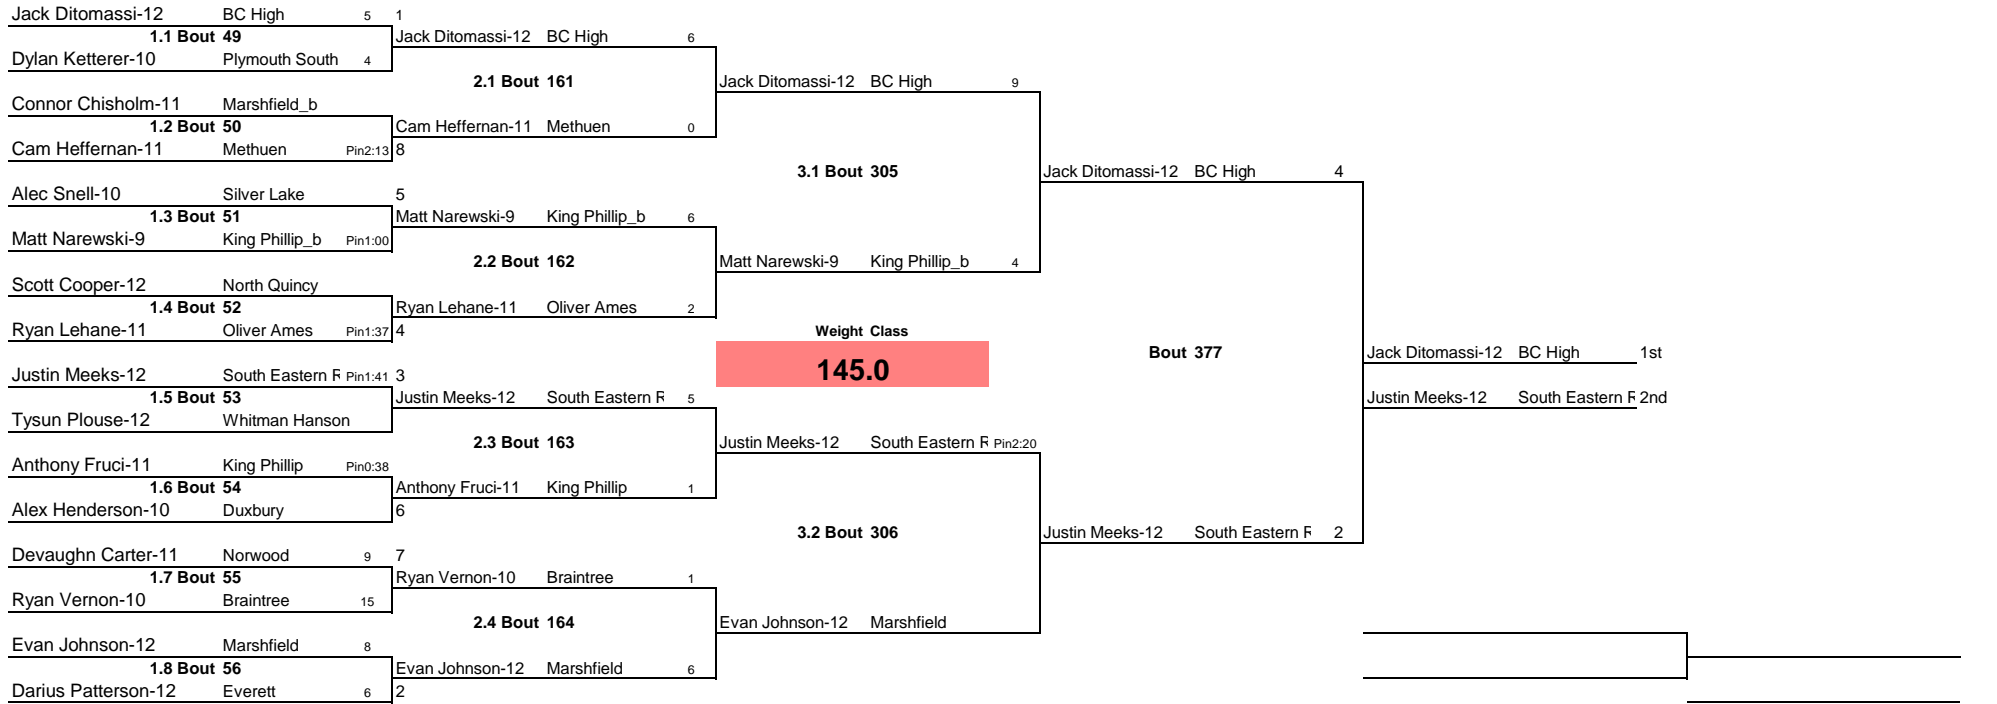 Jack Ditomassi-12 BC High 5 1
1.1 Bout 49
Jack Ditomassi-12 BC High 6
Dylan Ketterer-10 Plymouth South 4
2.1 Bout 161
Jack Ditomassi-12 BC High 9
Connor Chisholm-11 Marshfield_b
1.2 Bout 50
Cam Heffernan-11 Methuen 0
Cam Heffernan-11 Methuen Pin2:13 8
3.1 Bout 305
Jack Ditomassi-12 BC High 4
Alec Snell-10 Silver Lake 5
1.3 Bout 51
Matt Narewski-9 King Phillip_b 6
Matt Narewski-9 King Phillip_b Pin1:00
2.2 Bout 162
Matt Narewski-9 King Phillip_b 4
Scott Cooper-12 North Quincy
1.4 Bout 52
Ryan Lehane-11 Oliver Ames 2
Ryan Lehane-11 Oliver Ames Pin1:37 4
Weight Class
Bout 377
Jack Ditomassi-12 BC High 1st
145.0
Justin Meeks-12 South Eastern R Pin1:41 3
1.5 Bout 53
Justin Meeks-12 South Eastern R 5
Justin Meeks-12 South Eastern R 2nd
Tysun Plouse-12 Whitman Hanson
2.3 Bout 163
Justin Meeks-12 South Eastern R Pin2:20
Anthony Fruci-11 King Phillip Pin0:38
1.6 Bout 54
Anthony Fruci-11 King Phillip 1
Alex Henderson-10 Duxbury 6
3.2 Bout 306
Justin Meeks-12 South Eastern R 2
Devaughn Carter-11 Norwood 9 7
1.7 Bout 55
Ryan Vernon-10 Braintree 1
Ryan Vernon-10 Braintree 15
2.4 Bout 164
Evan Johnson-12 Marshfield
Evan Johnson-12 Marshfield 8
1.8 Bout 56
Evan Johnson-12 Marshfield 6
Darius Patterson-12 Everett 6 2